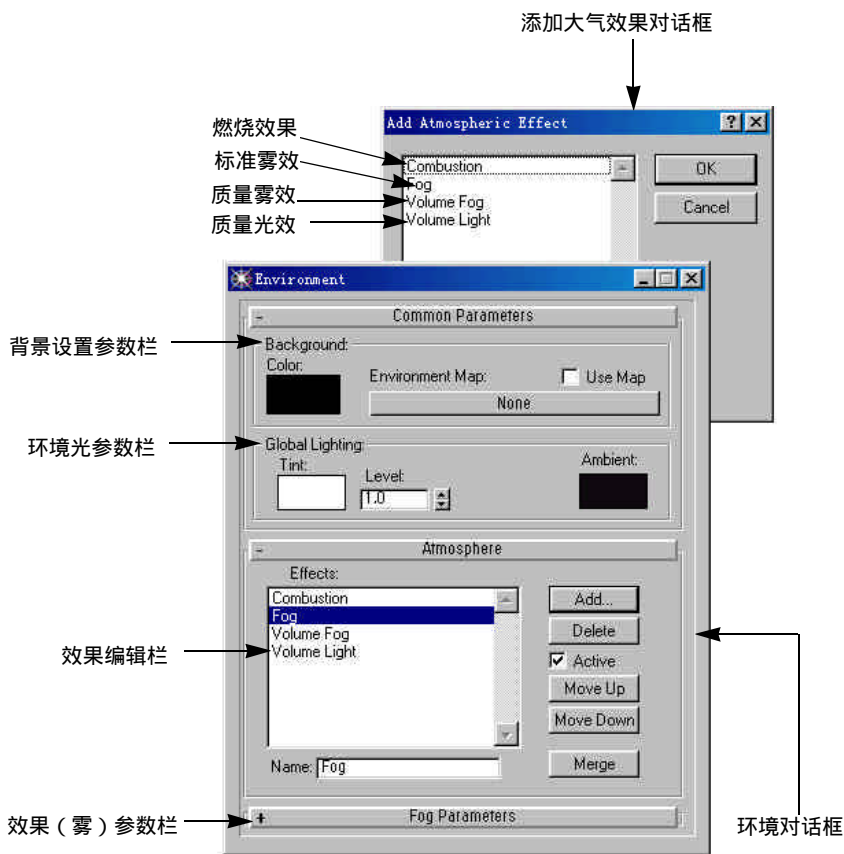 添加大气效果对话框
Add Atmospheric Effect
燃烧效果
标准雾效
质量雾效
质量光效
Combustion
Fog
Volume Fog
Volume Light
OK
Cancel
Environment
Common Parameters
背景设置参数栏
Background:
Color:
Environment Map:
Use Map
None
环境光参数栏
Global Lighting:
Tint:
Level:
1.0
Ambient:
Atmosphere
Effects:
Combustion
Fog
Volume Fog
Volume Light
效果编辑栏
Add...
Delete
Active
Move Up
Move Down
Name: Fog
Merge
效果（雾）参数栏
Fog Parameters
环境对话框